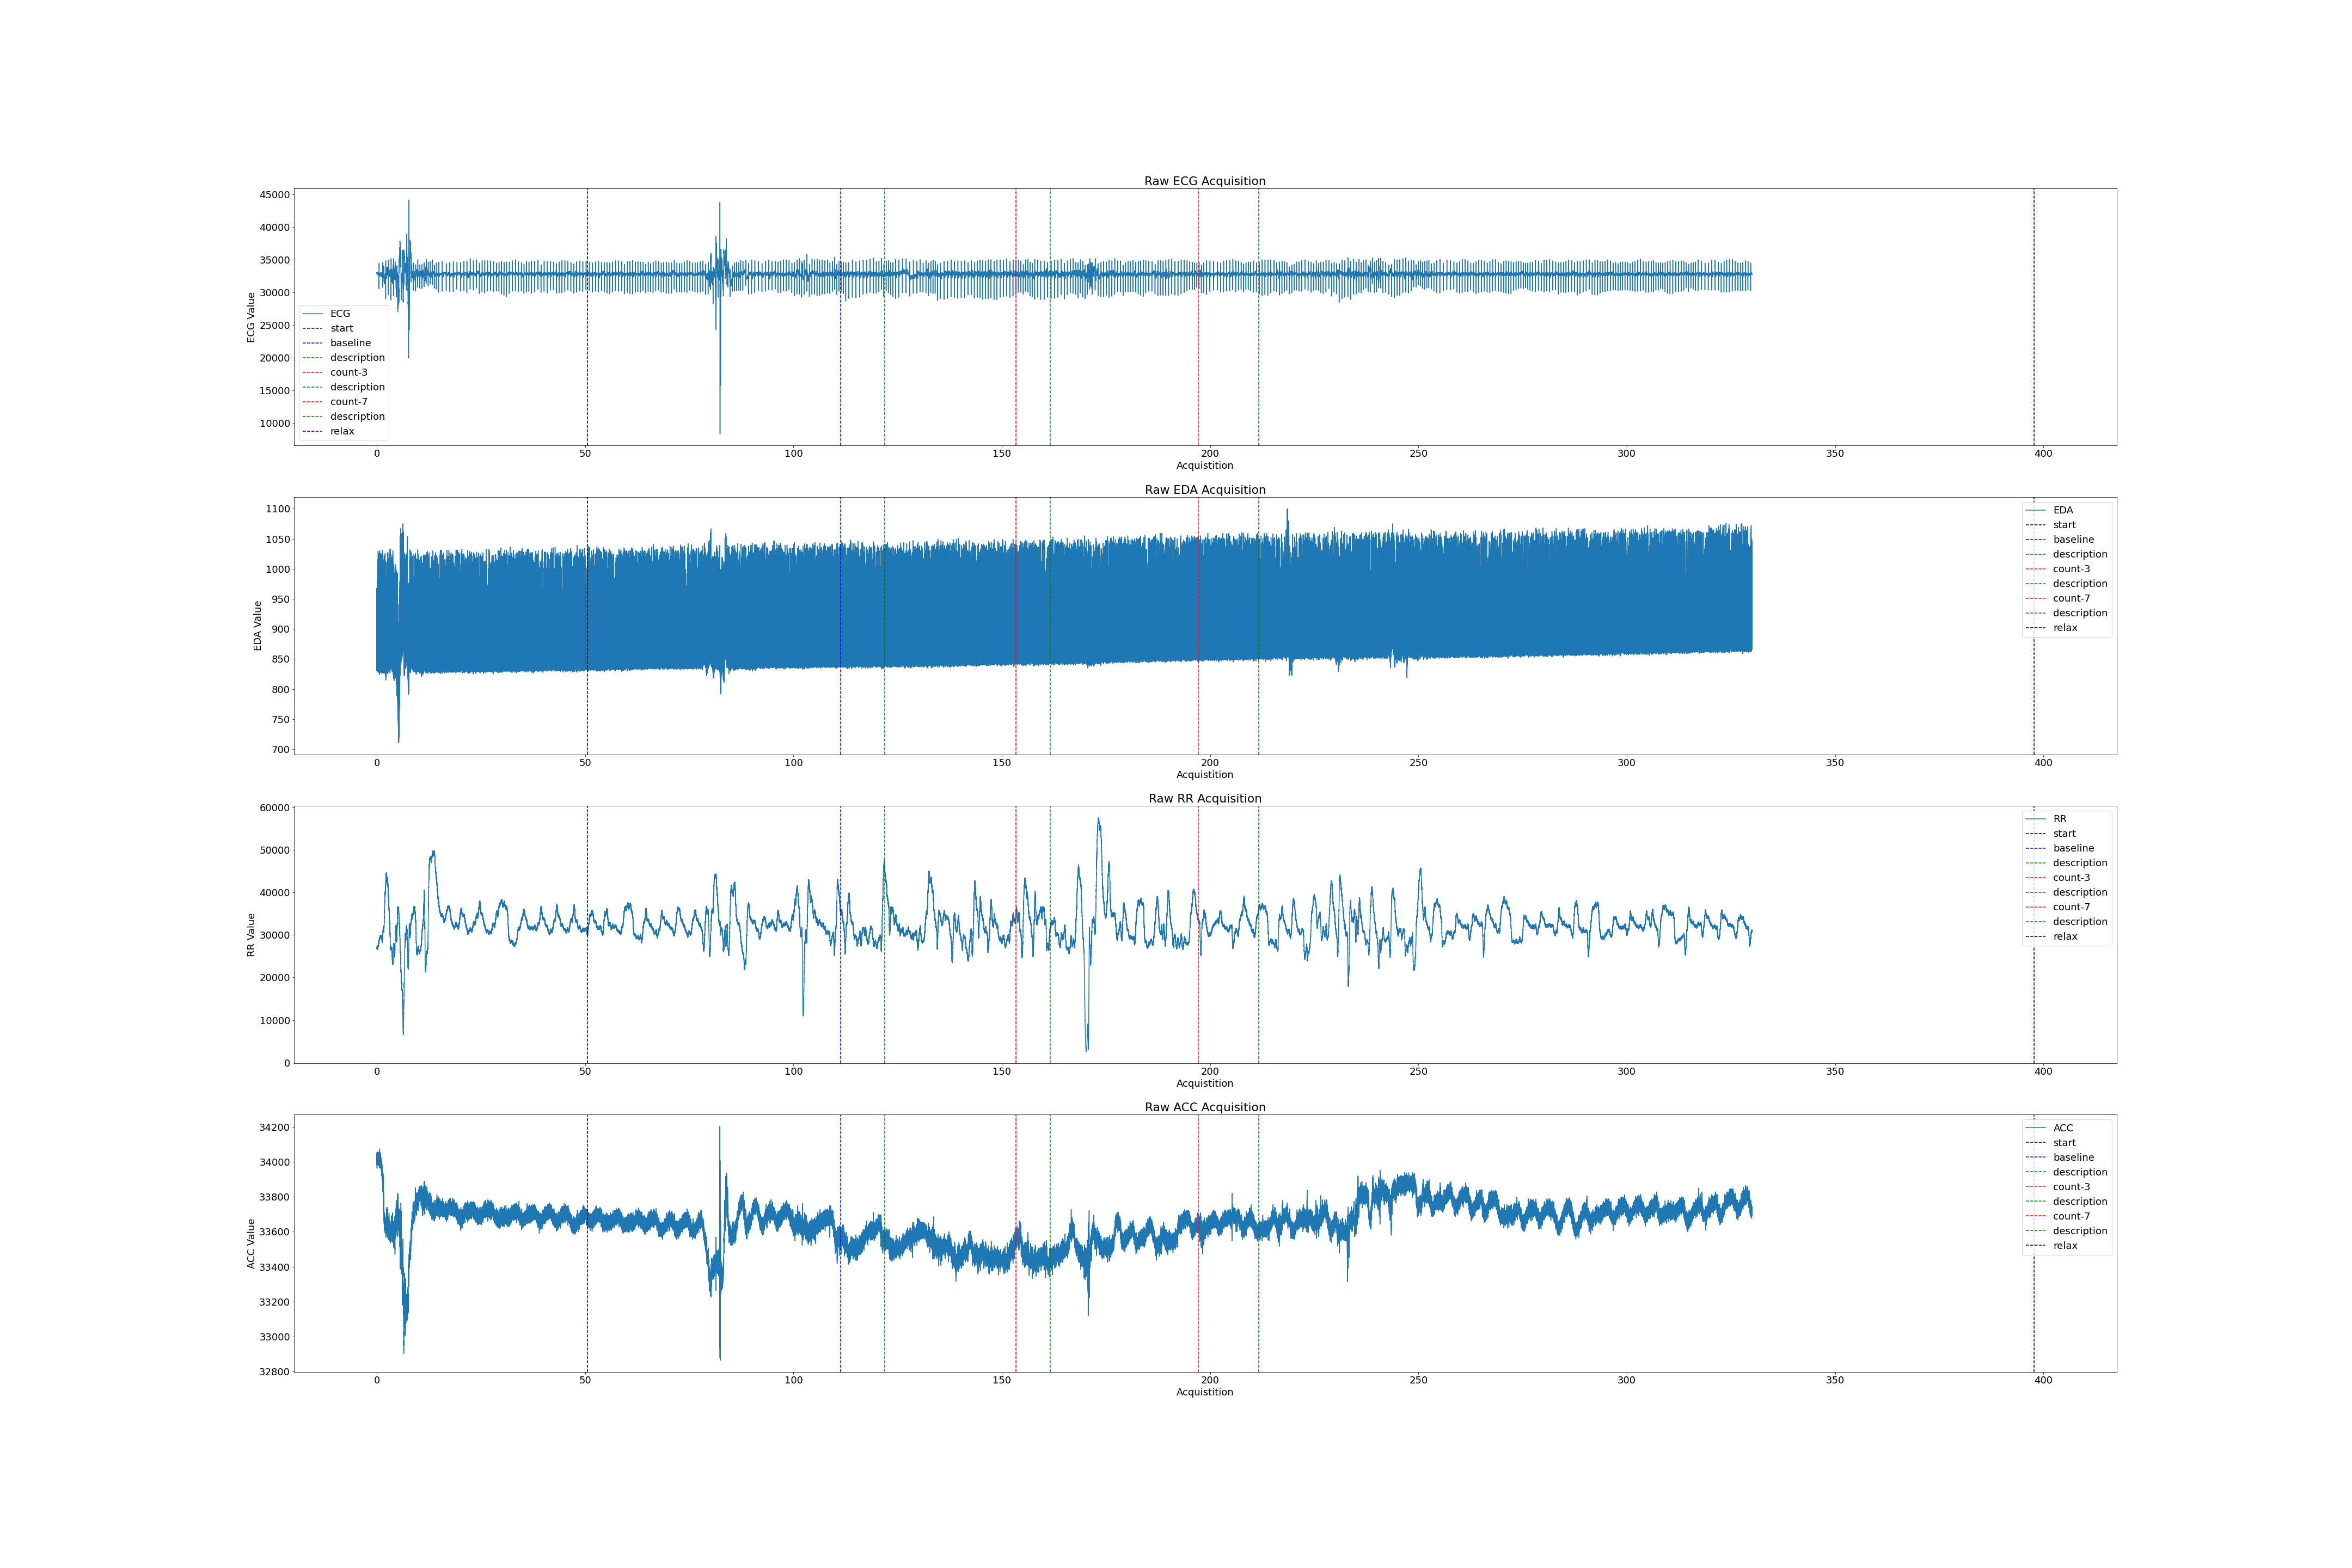 Raw ECG Acquisition
45000
40000
35000
30000
25000
20000
15000
10000
ECG Value
ECG
start
baseline
description
count-3
description
count-7
description
relax
0 50 100 150 200 250 300 350 400
Acquistition
Raw EDA Acquisition
1100
1050
1000
950
900
850
800
750
700
EDA Value
EDA
start
baseline
description
count-3
description
count-7
description
relax
0 50 100 150 200 250 300 350 400
Acquistition
Raw RR Acquisition
60000
50000
40000
30000
20000
10000
0
RR Value
RR
start
baseline
description
count-3
description
count-7
description
relax
0 50 100 150 200 250 300 350 400
Acquistition
Raw ACC Acquisition
34200
34000
33800
33600
33400
33200
33000
32800
ACC Value
ACC
start
baseline
description
count-3
description
count-7
description
relax
0 50 100 150 200 250 300 350 400
Acquistition